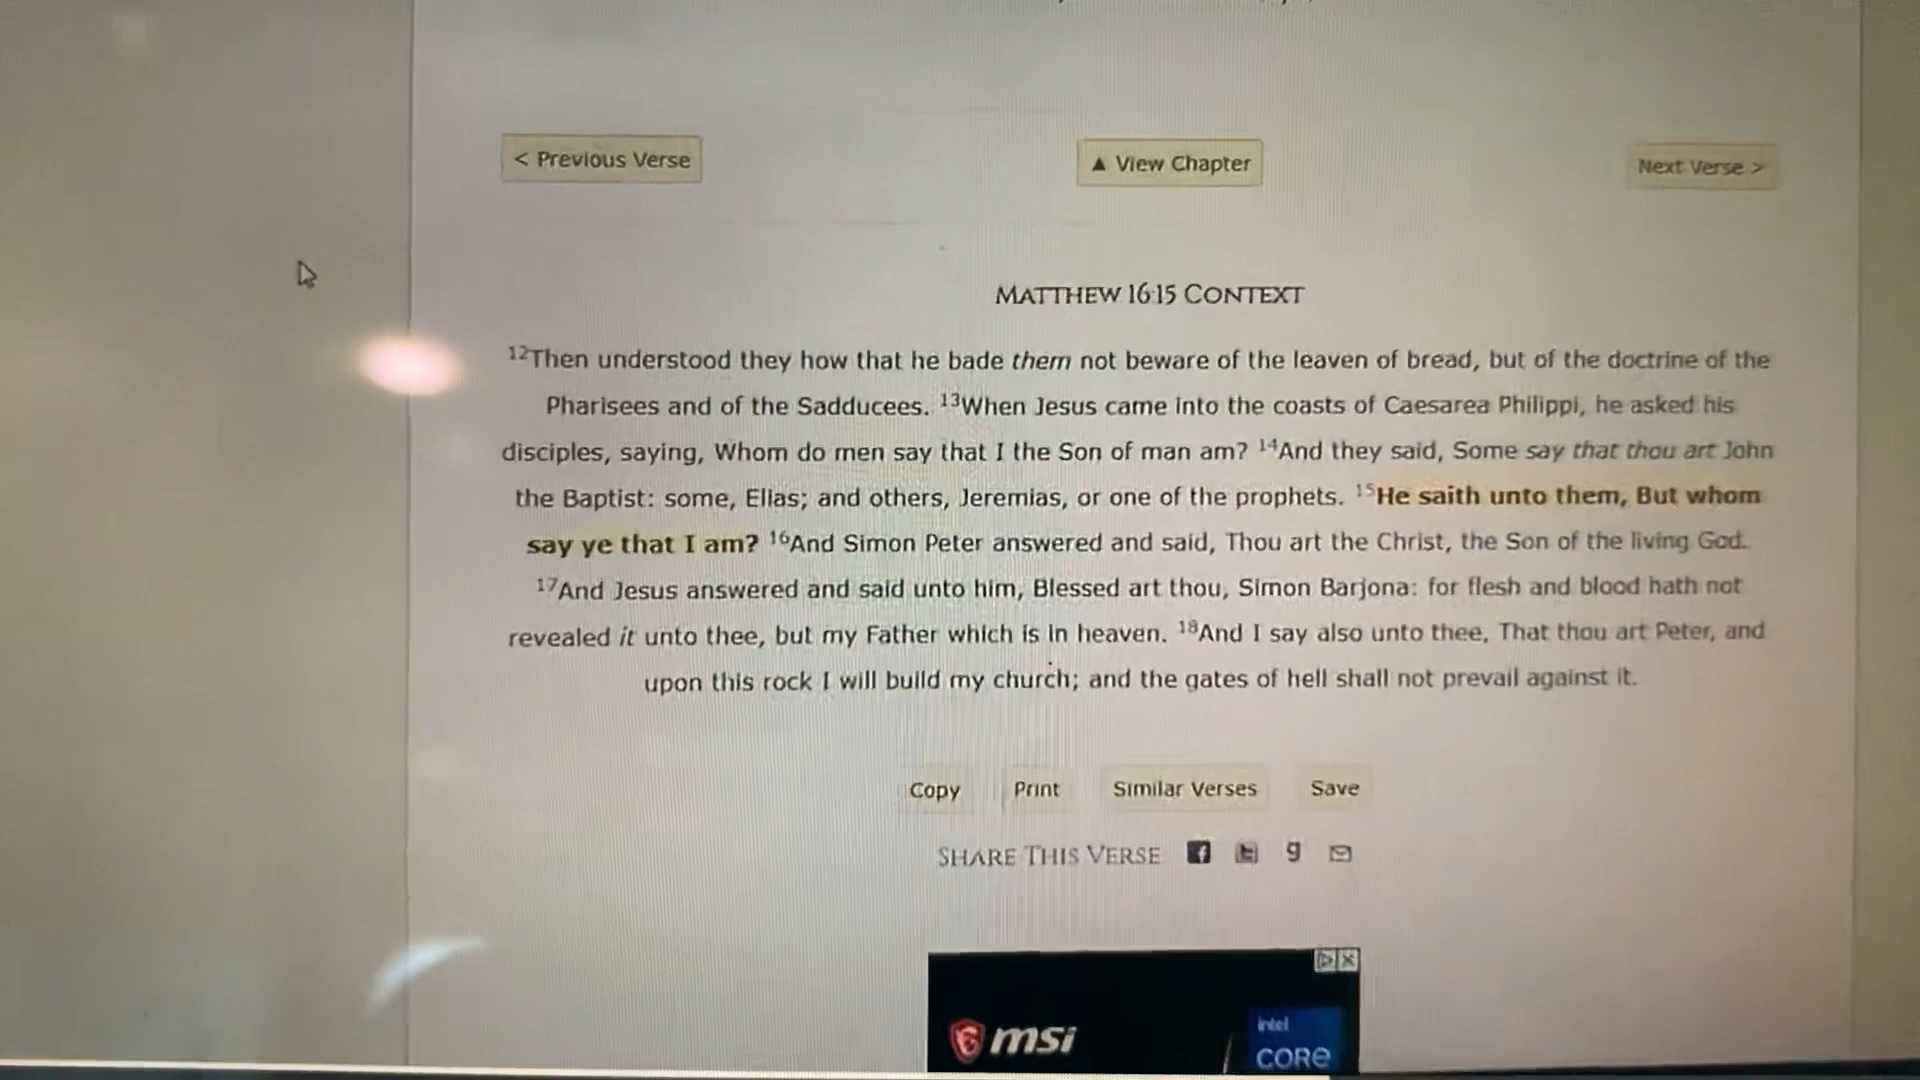 < Previous Verse
▲ View Chapter
Next Verse >
MATTHEW 16:15 CONTEXT
12Then understood they how that he bade them not beware of the leaven of bread, but of the doctrine of the
Pharisees and of the Sadducees. 13When Jesus came into the coasts of Caesarea Philippi, he asked his
disciples, saying, Whom do men say that I the Son of man am? 14And they said, Some say that thou art John
the Baptist: some, Elias; and others, Jeremias, or one of the prophets. 15He saith unto them, But whom
say ye that I am? 16And Simon Peter answered and said, Thou art the Christ, the Son of the living God.
17And Jesus answered and said unto him, Blessed art thou, Simon Barjona: for flesh and blood hath not
revealed it unto thee, but my Father which is in heaven. 18And I say also unto thee, That thou art Peter, and
upon this rock I will build my church; and the gates of hell shall not prevail against it.
Copy
Print
Similar Verses
Save
SHARE THIS VERSE
f
t
g
msi
intel
CORE